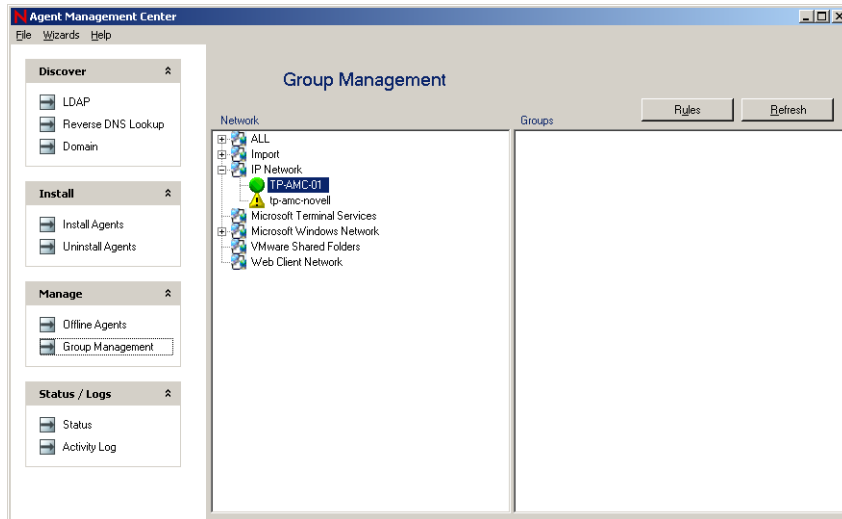 Agent Management Center
File Wizards Help
Discover
LDAP
Reverse DNS Lookup
Domain
Install
Install Agents
Uninstall Agents
Manage
Offline Agents
Group Management
Status / Logs
Status
Activity Log
Group Management
Rules Refresh
Network Groups
ALL
Import
IP Network
TP-AMC-01
tp-amc-novell
Microsoft Terminal Services
Microsoft Windows Network
VMware Shared Folders
Web Client Network